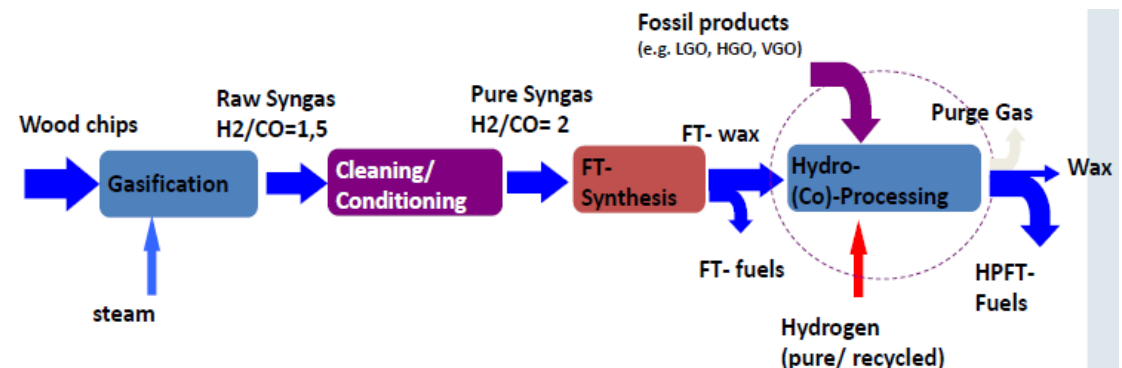 Fossil products
(e.g. LGO, HGO, VGO)
Wood chips
Raw Syngas
H2/CO=1,5
Pure Syngas
H2/CO= 2
FT- wax
Purge Gas
Gasification
Cleaning/
Conditioning
FT-
Synthesis
Hydro-
(Co)-Processing
Wax
FT- fuels
HPFT-
Fuels
steam
Hydrogen
(pure/ recycled)